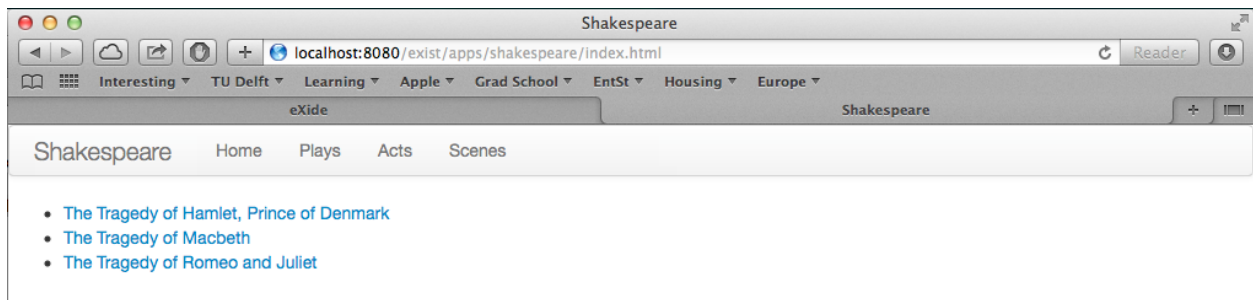 Shakespeare
localhost:8080/exist/apps/shakespeare/index.html Reader
Interesting TU Delft Learning Apple Grad School EntSt Housing Europe
eXide Shakespeare
Shakespeare Home Plays Acts Scenes
• The Tragedy of Hamlet, Prince of Denmark
• The Tragedy of Macbeth
• The Tragedy of Romeo and Juliet